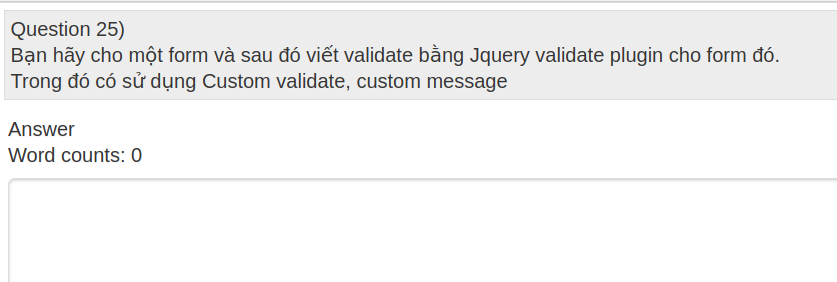 Question 25)
Bạn hãy cho một form và sau đó viết validate bằng Jquery validate plugin cho form đó.
Trong đó có sử dụng Custom validate, custom message
Answer
Word counts: 0